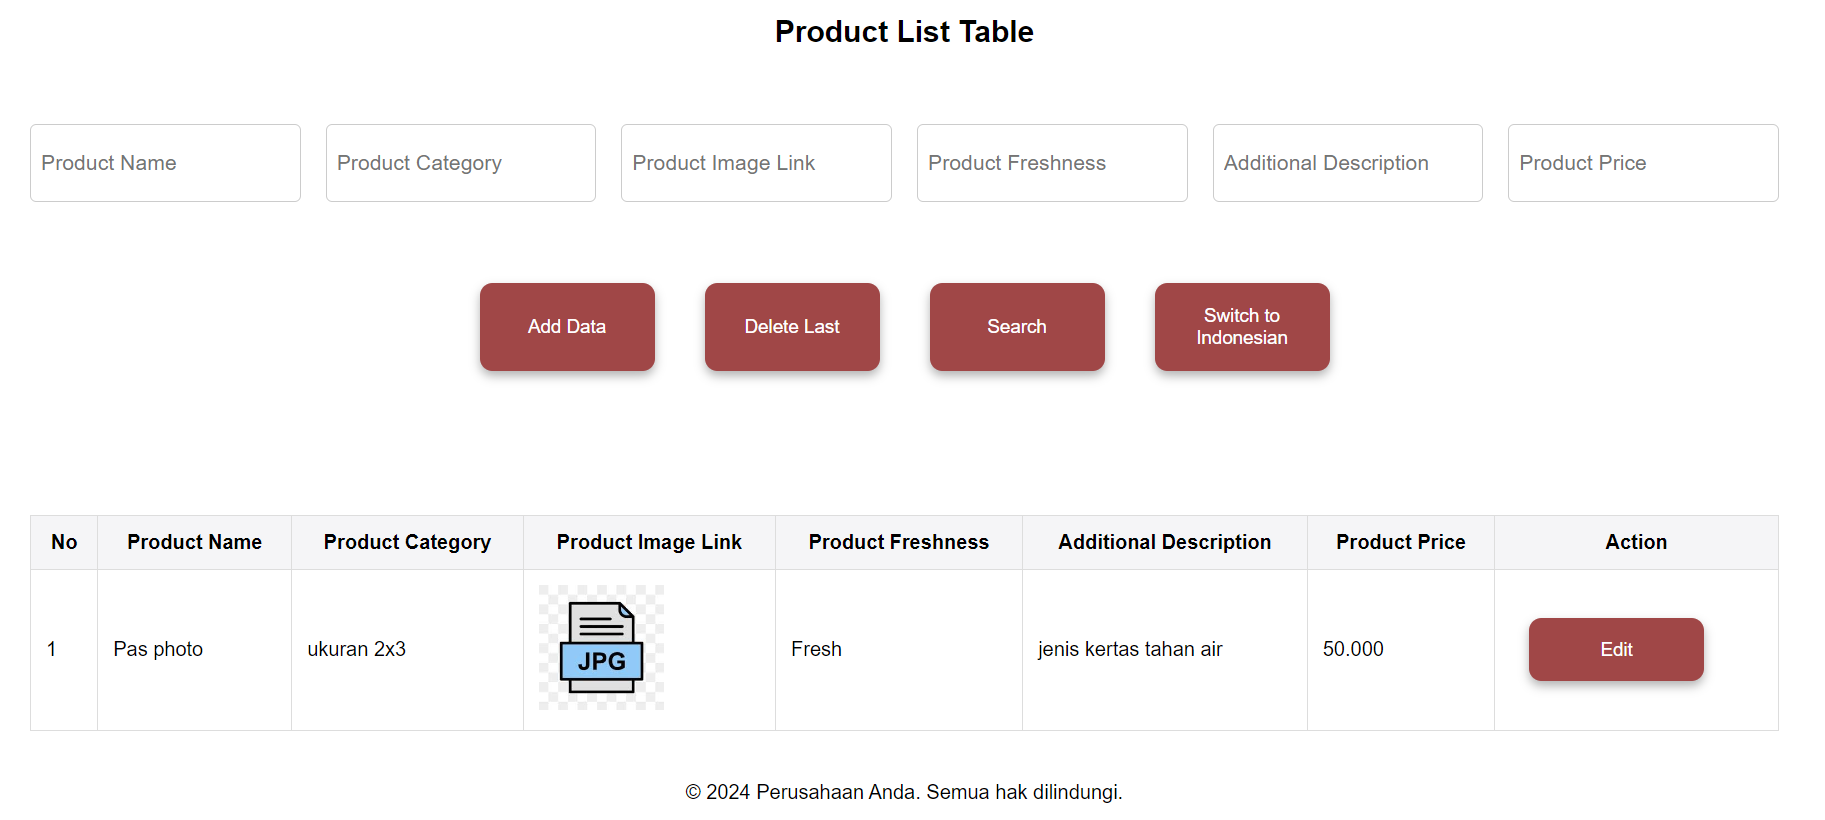 Product List Table
Product Name
Product Category
Product Image Link
Product Freshness
Additional Description
Product Price
Add Data
Delete Last
Search
Switch to
Indonesian
No Product Name Product Category Product Image Link Product Freshness Additional Description Product Price Action
1 Pas photo ukuran 2x3 JPG Fresh jenis kertas tahan air 50.000 Edit
© 2024 Perusahaan Anda. Semua hak dilindungi.